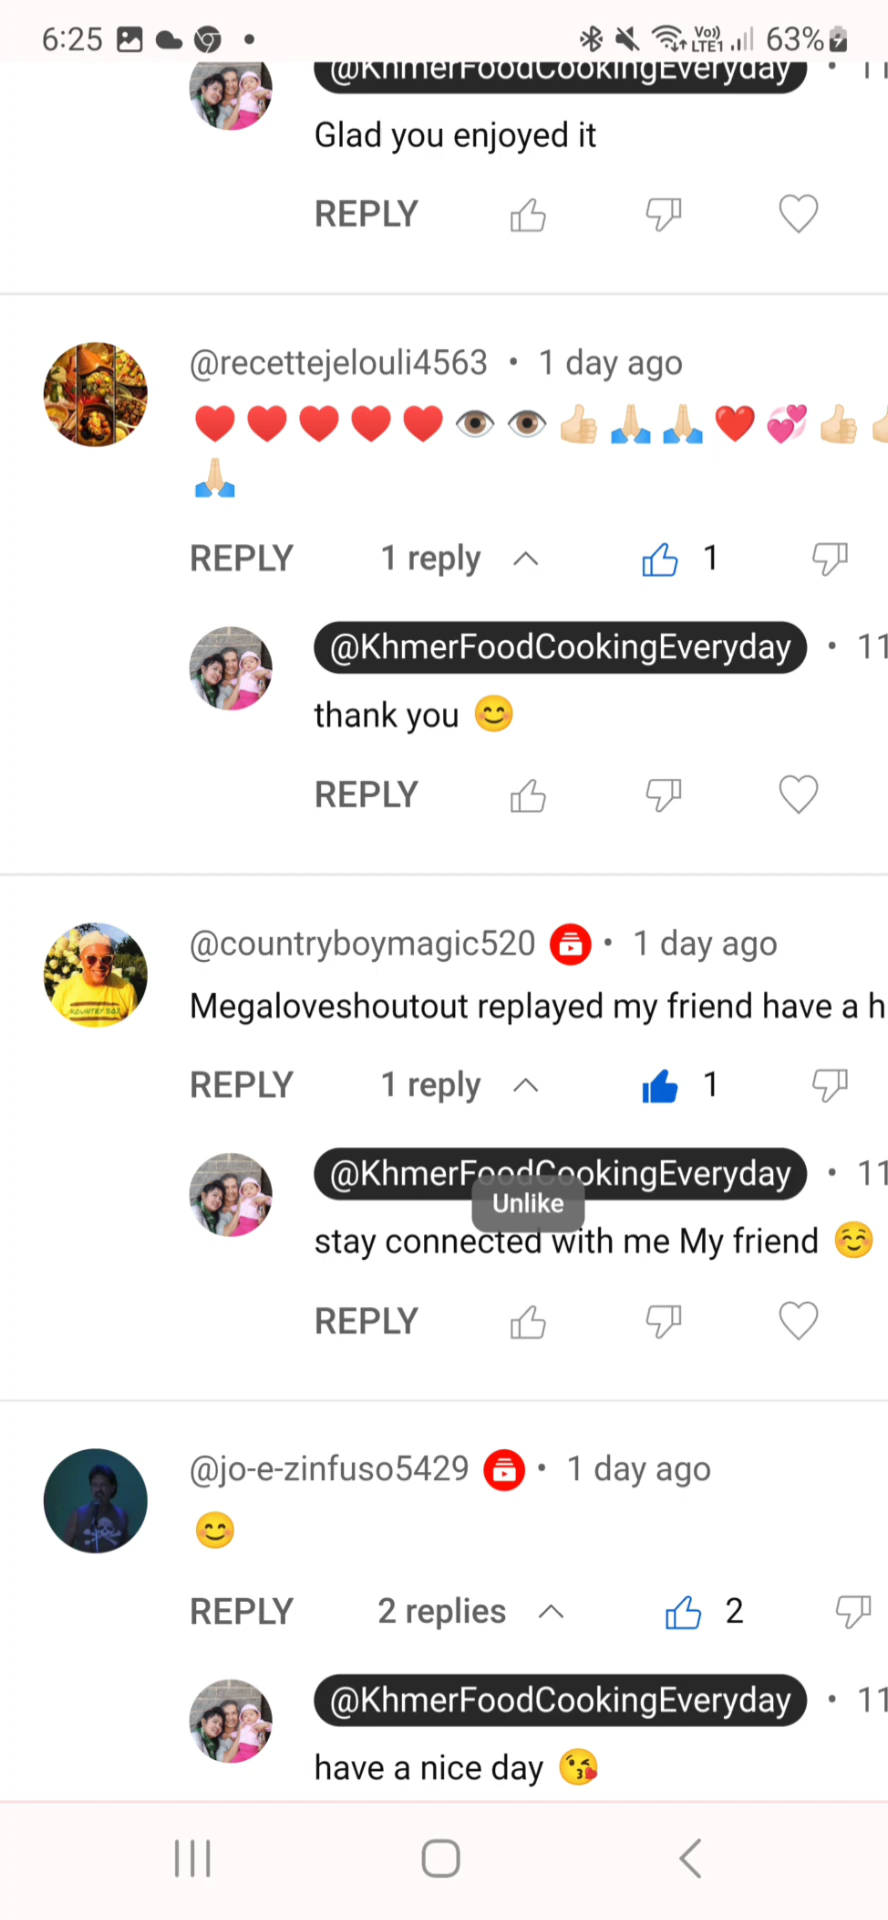 6:25
Vo))
LTE1
63%
@KhmerFoodCookingEveryday •
Glad you enjoyed it
REPLY
@recettejelouli4563 • 1 day ago
❤️❤️❤️❤️❤️👁️👁️👍🏻🙏🏻🙏🏻❤️💞👍🏻
🙏🏻
REPLY 1 reply 1
@KhmerFoodCookingEveryday • 11
thank you 😊
REPLY
@countryboymagic520 • 1 day ago
Megaloveshoutout replayed my friend have a h
REPLY 1 reply 1
@KhmerFoodCookingEveryday • 11
Unlike
stay connected with me My friend ☺️
REPLY
@jo-e-zinfuso5429 • 1 day ago
😊
REPLY 2 replies 2
@KhmerFoodCookingEveryday • 11
have a nice day 😘